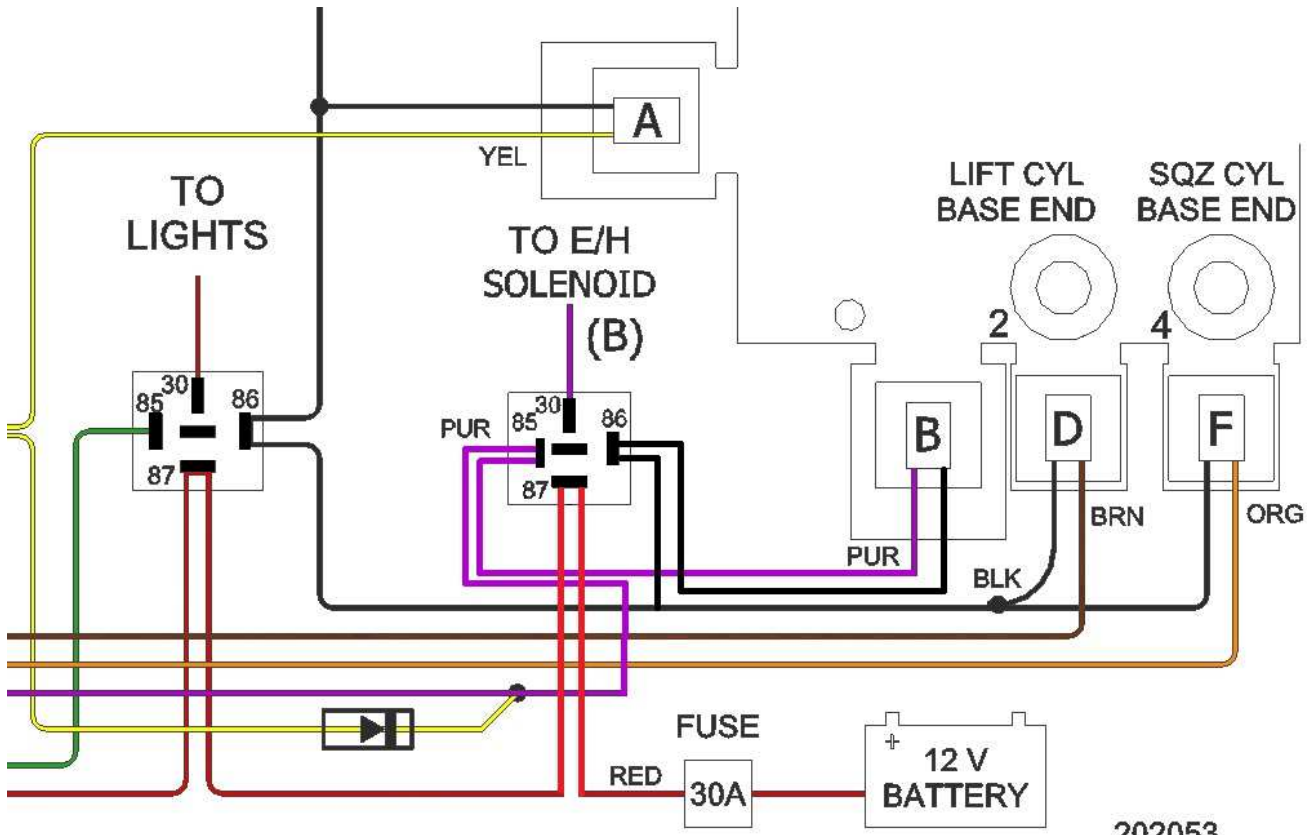 A
YEL
TO
LIGHTS
LIFT CYL
BASE END
SQZ CYL
BASE END
TO E/H
SOLENOID
(B)
2
4
30
85
86
87
PUR
30
85
86
87
B
D
F
PUR
BRN
ORG
BLK
FUSE
RED
30A
+
12 V
BATTERY
202053